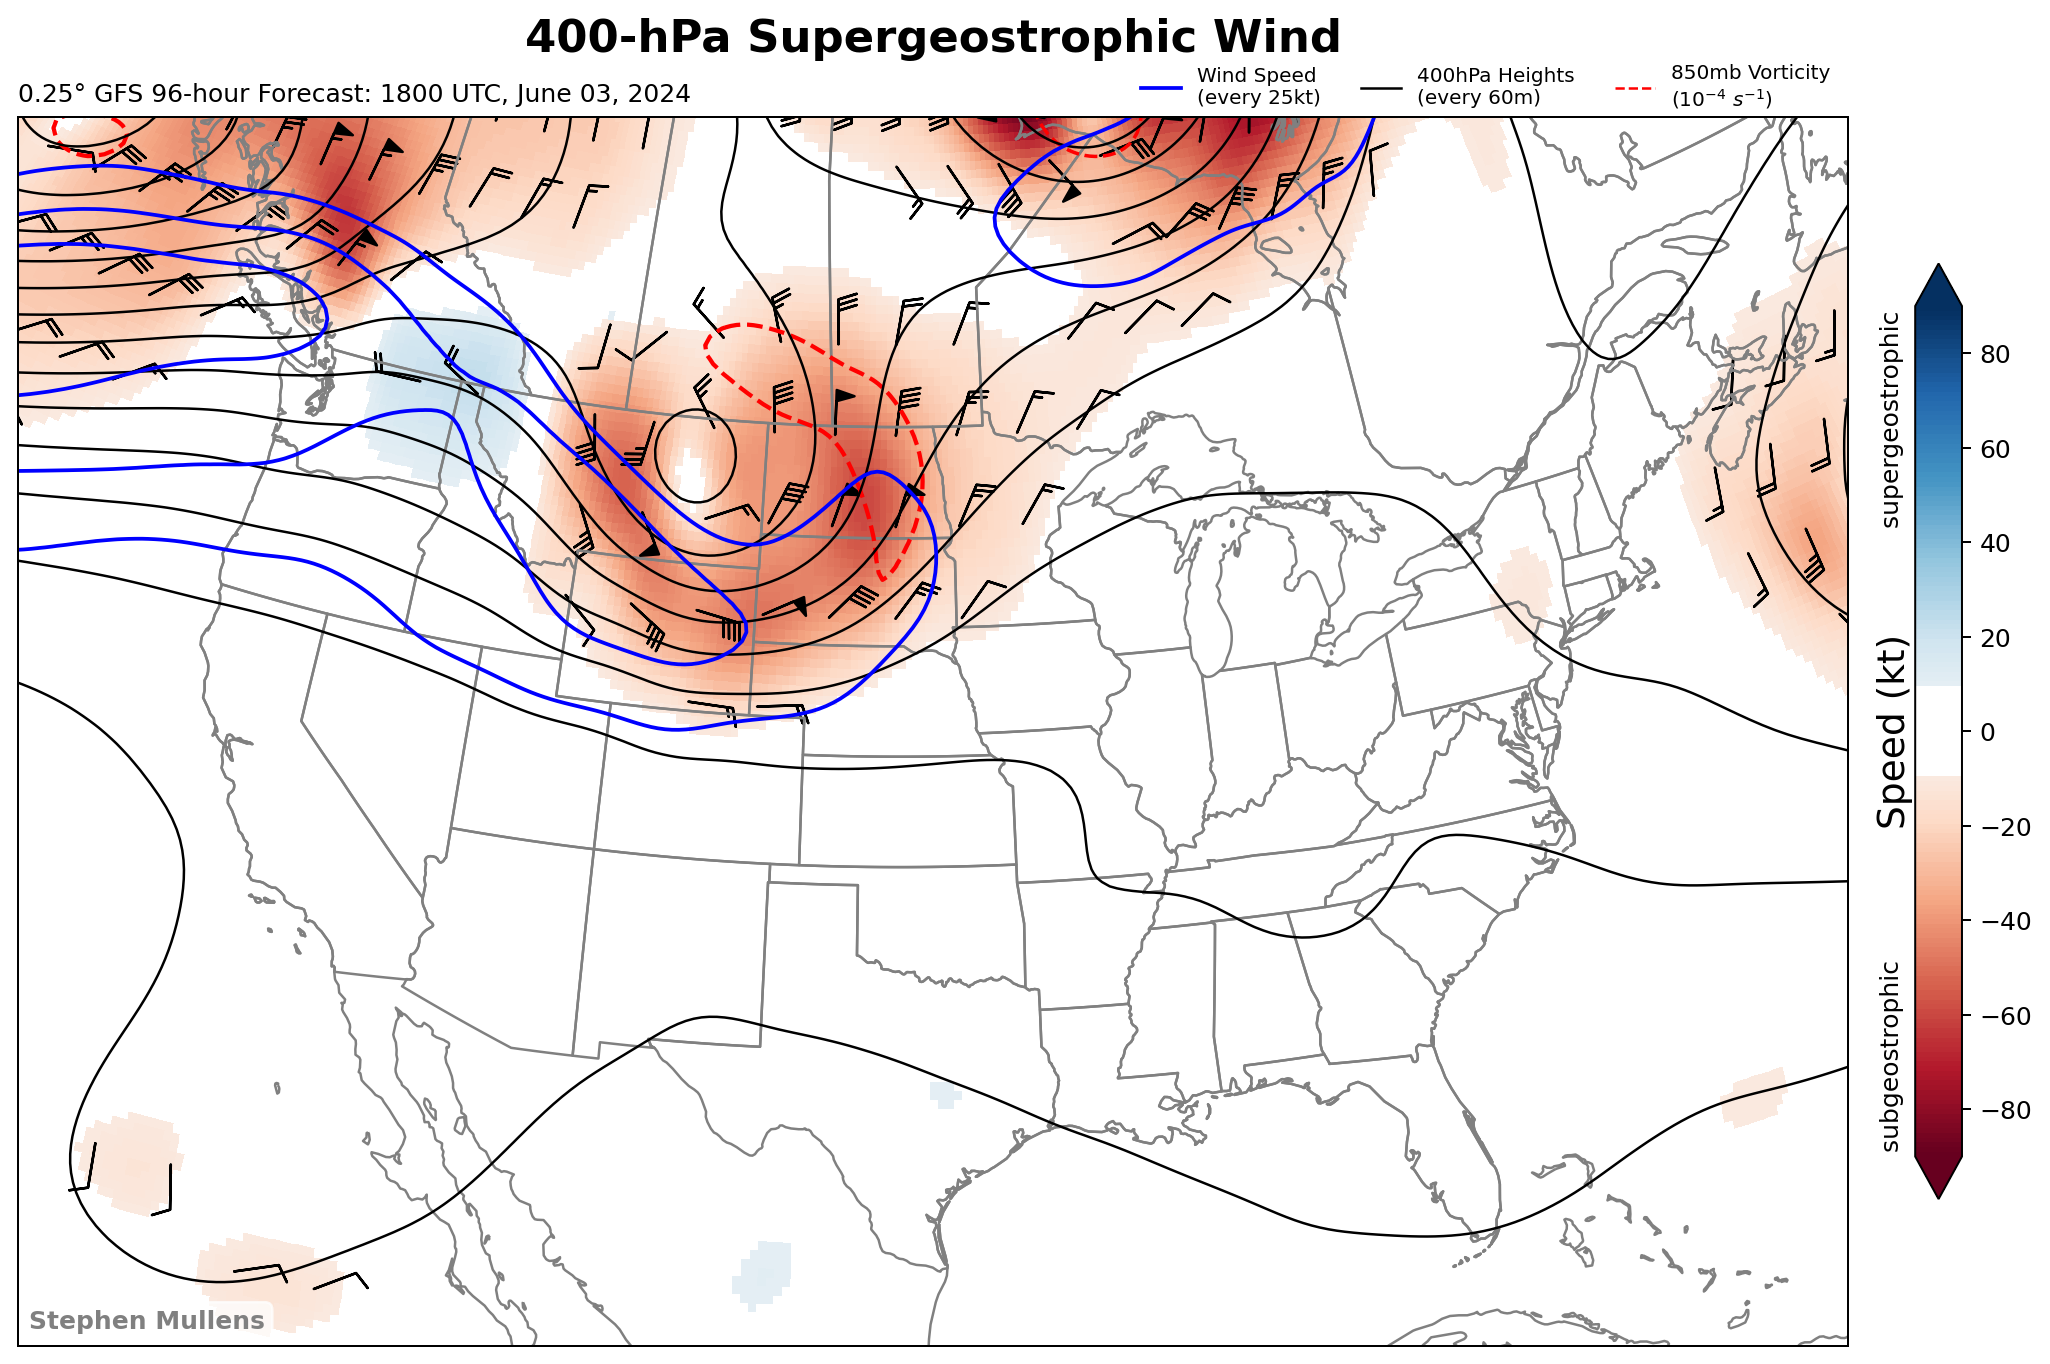 400-hPa Supergeostrophic Wind
0.25° GFS 96-hour Forecast: 1800 UTC, June 03, 2024
Wind Speed
(every 25kt)
400hPa Heights
(every 60m)
850mb Vorticity
(10⁻⁴ s⁻¹)
supergeostrophic
Speed (kt)
subgeostrophic
80
60
40
20
0
−20
−40
−60
−80
Stephen Mullens